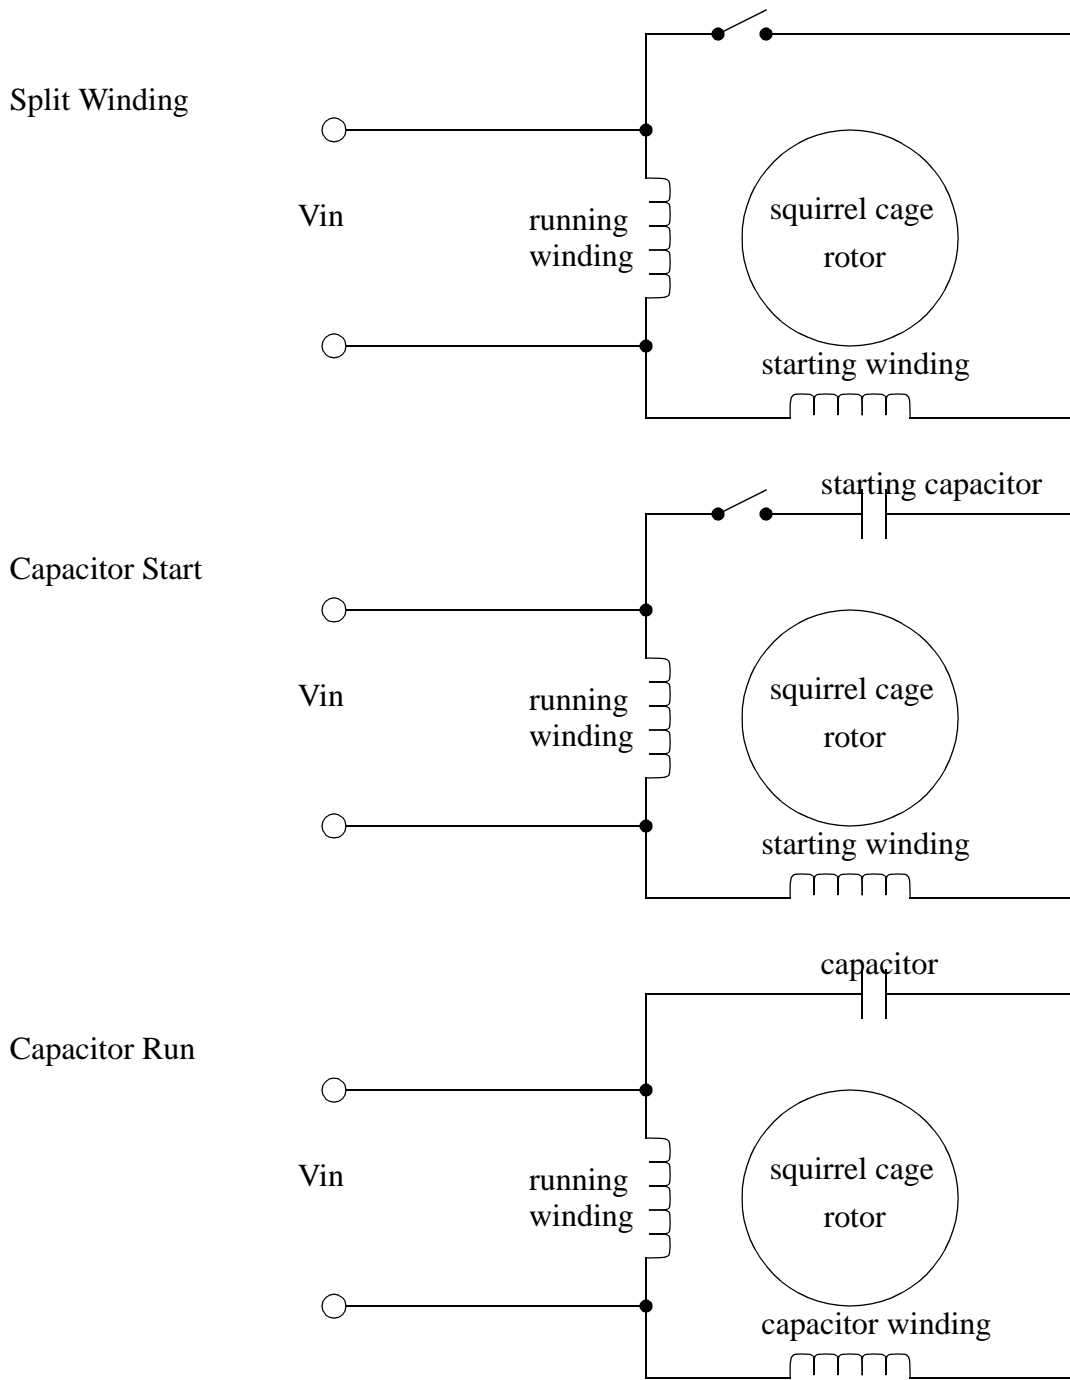 Split Winding
Vin
running
winding
squirrel cage
rotor
starting winding
starting capacitor
Capacitor Start
Vin
running
winding
squirrel cage
rotor
starting winding
capacitor
Capacitor Run
Vin
running
winding
squirrel cage
rotor
capacitor winding